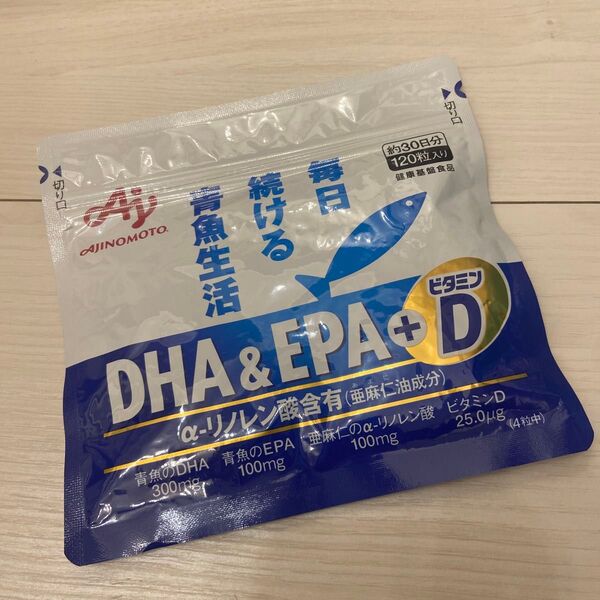 切り口
約30日分
120粒入り
健康基盤食品
切り口
Aj
AJINOMOTO®
毎日
続ける
青魚生活
DHA & EPA + ビタミンD
α-リノレン酸含有(亜麻仁油成分)
青魚のDHA
300mg
青魚のEPA
100mg
亜麻仁のα-リノレン酸
100mg
ビタミンD
25.0μg
(4粒中)